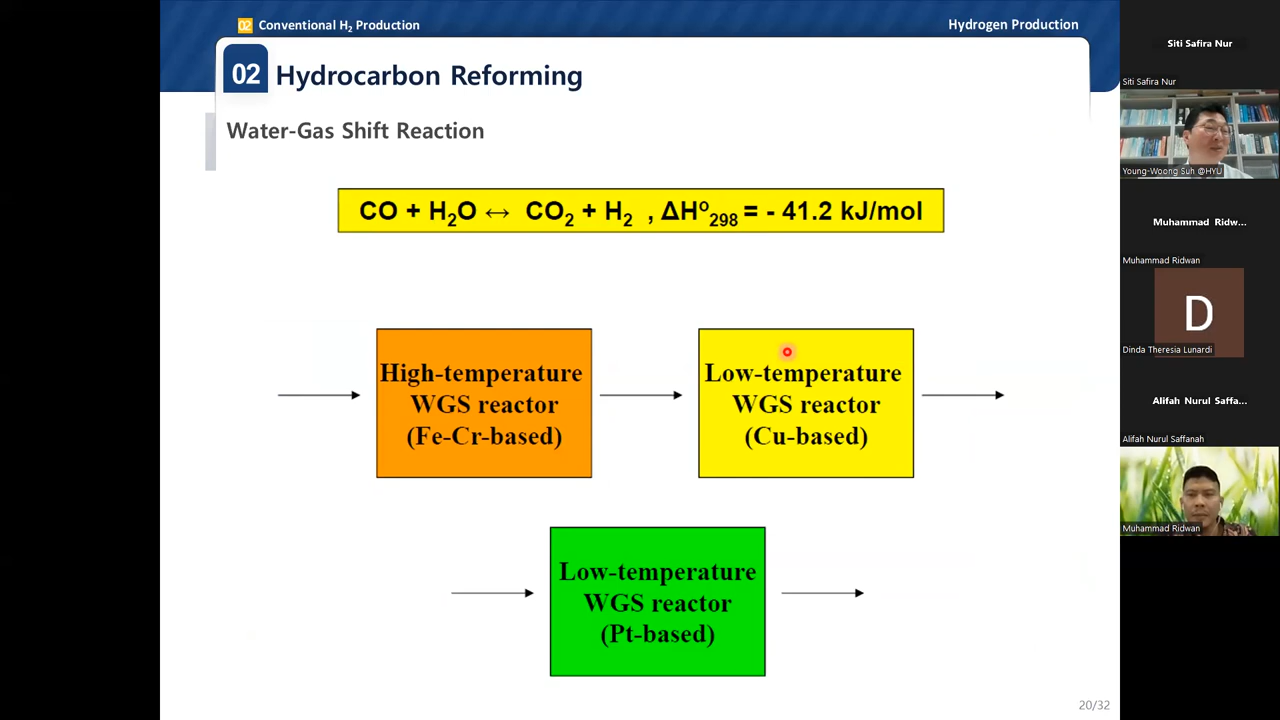 02 Conventional H₂ Production
Hydrogen Production
02 Hydrocarbon Reforming
Water-Gas Shift Reaction
CO + H₂O ↔ CO₂ + H₂ , ΔH°₂₉₈ = - 41.2 kJ/mol
High-temperature
WGS reactor
(Fe-Cr-based)
Low-temperature
WGS reactor
(Cu-based)
Low-temperature
WGS reactor
(Pt-based)
20/32
Siti Safira Nur
Siti Safira Nur
Young-Woong Suh @HYU
Muhammad Ridw...
Muhammad Ridwan
D
Dinda Theresia Lunardi
Alifah Nurul Saffa...
Alifah Nurul Saffanah
Muhammad Ridwan